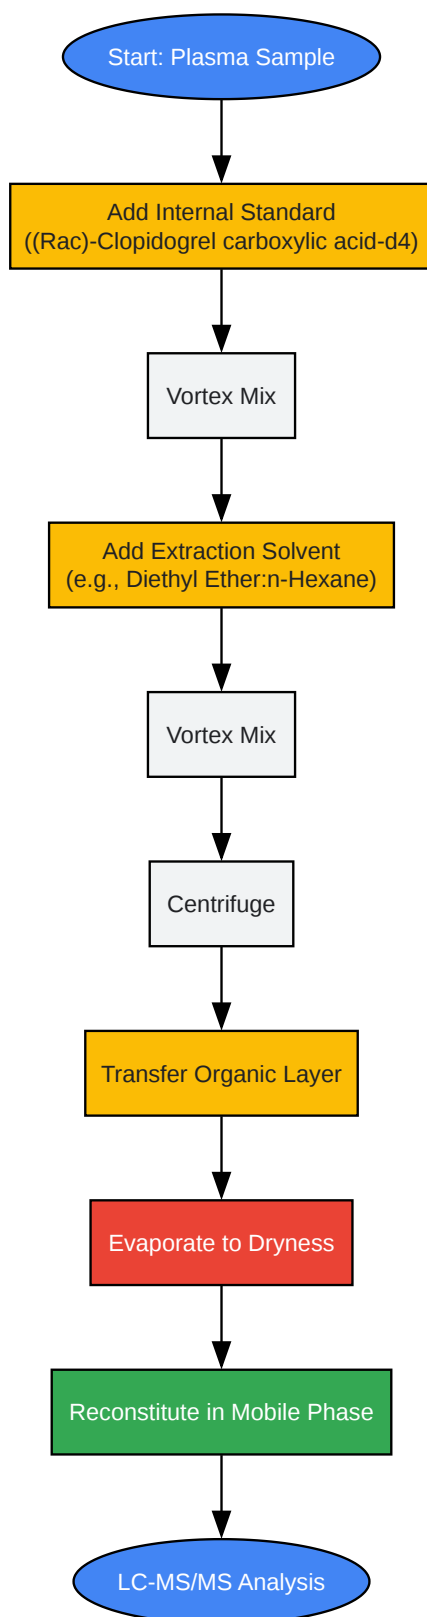 Start: Plasma Sample
Add Internal Standard
((Rac)-Clopidogrel carboxylic acid-d4)
Vortex Mix
Add Extraction Solvent
(e.g., Diethyl Ether:n-Hexane)
Vortex Mix
Centrifuge
Transfer Organic Layer
Evaporate to Dryness
Reconstitute in Mobile Phase
LC-MS/MS Analysis